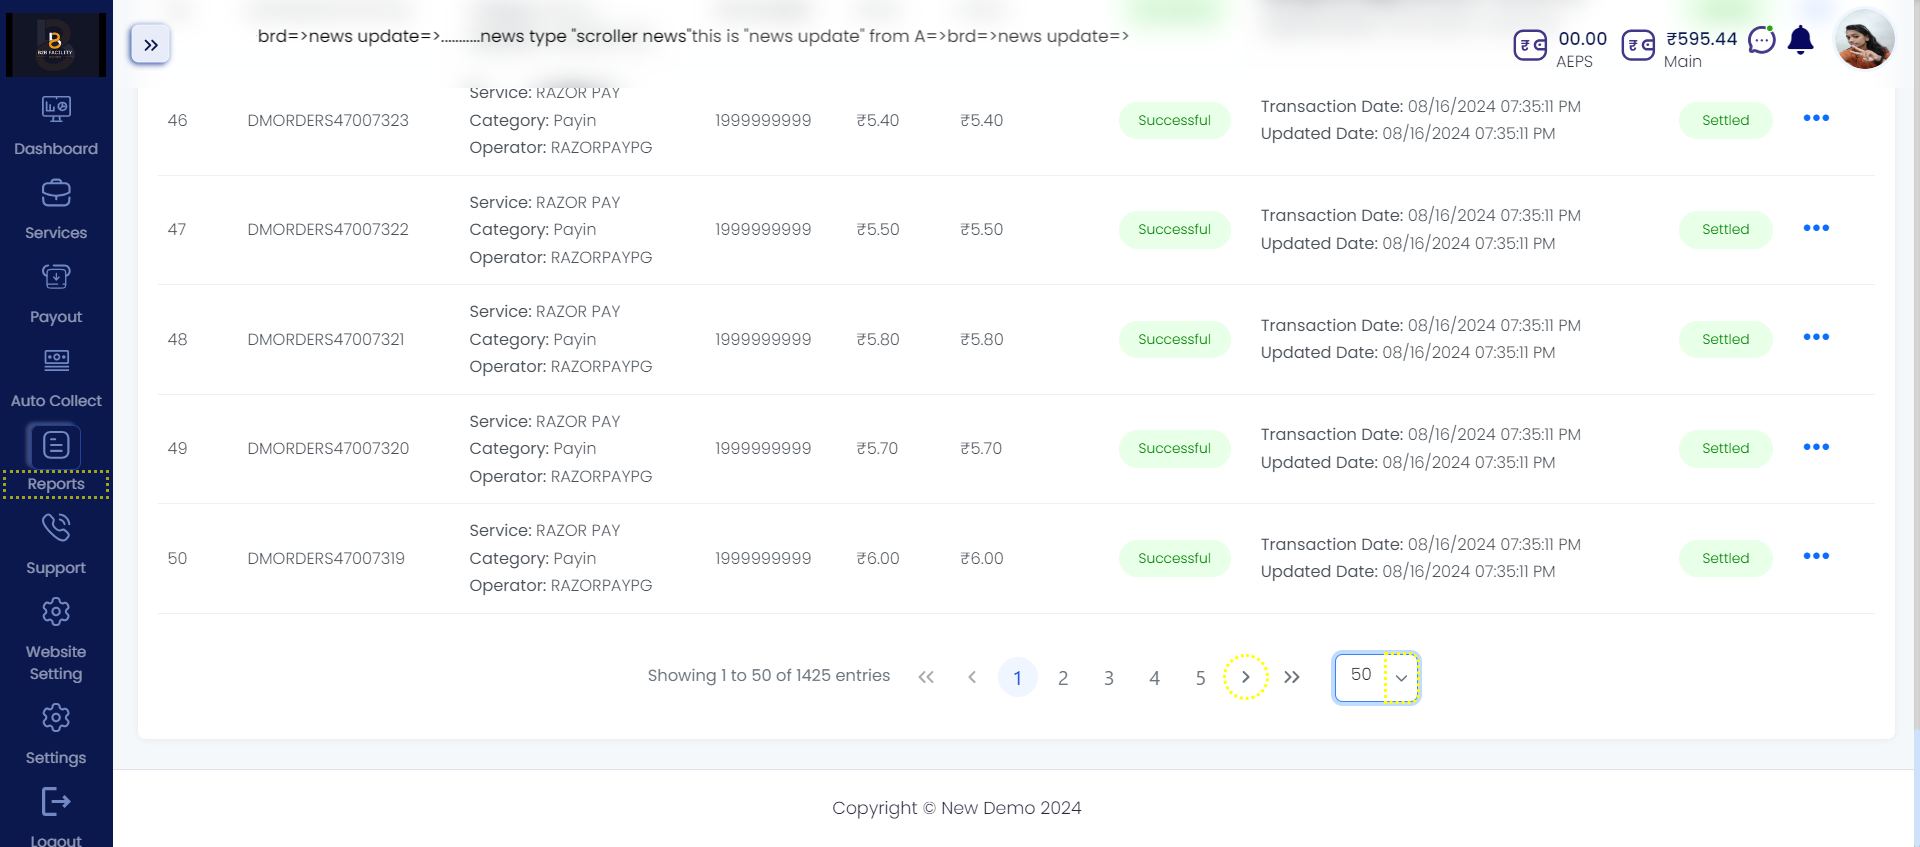 B2B FACILITY
brd=>news update=>............news type "scroller news"this is "news update" from A=>brd=>news update=>
00.00
AEPS
₹595.44
Main
Dashboard
Services
Payout
Auto Collect
Reports
Support
Website
Setting
Settings
Logout
Service: RAZOR PAY
46 DMORDERS47007323 Category: Payin 1999999999 ₹5.40 ₹5.40 Successful Transaction Date: 08/16/2024 07:35:11 PM Settled
Operator: RAZORPAYPG Updated Date: 08/16/2024 07:35:11 PM
Service: RAZOR PAY
47 DMORDERS47007322 Category: Payin 1999999999 ₹5.50 ₹5.50 Successful Transaction Date: 08/16/2024 07:35:11 PM Settled
Operator: RAZORPAYPG Updated Date: 08/16/2024 07:35:11 PM
Service: RAZOR PAY
48 DMORDERS47007321 Category: Payin 1999999999 ₹5.80 ₹5.80 Successful Transaction Date: 08/16/2024 07:35:11 PM Settled
Operator: RAZORPAYPG Updated Date: 08/16/2024 07:35:11 PM
Service: RAZOR PAY
49 DMORDERS47007320 Category: Payin 1999999999 ₹5.70 ₹5.70 Successful Transaction Date: 08/16/2024 07:35:11 PM Settled
Operator: RAZORPAYPG Updated Date: 08/16/2024 07:35:11 PM
Service: RAZOR PAY
50 DMORDERS47007319 Category: Payin 1999999999 ₹6.00 ₹6.00 Successful Transaction Date: 08/16/2024 07:35:11 PM Settled
Operator: RAZORPAYPG Updated Date: 08/16/2024 07:35:11 PM
Showing 1 to 50 of 1425 entries 1 2 3 4 5 50
Copyright © New Demo 2024